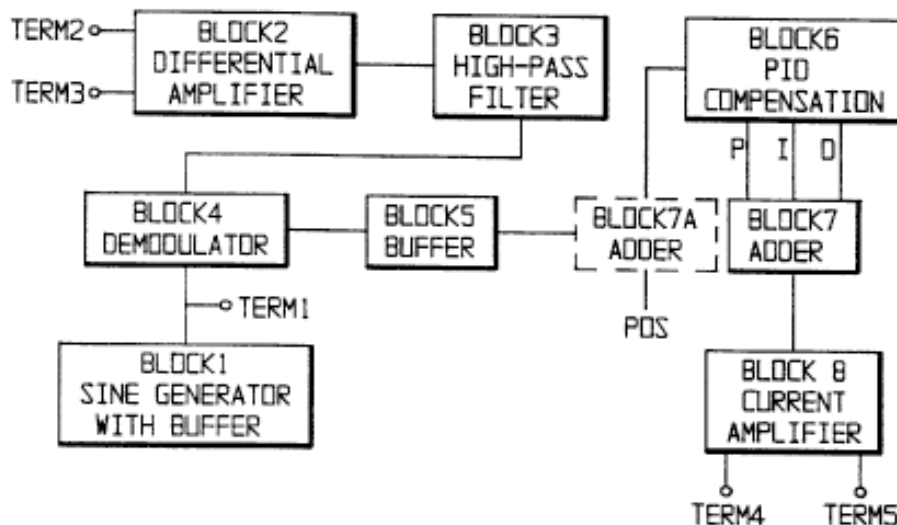 TERM2
TERM3
BLOCK2
DIFFERENTIAL
AMPLIFIER
BLOCK3
HIGH-PASS
FILTER
BLOCK6
PID
COMPENSATION
P I D
BLOCK4
DEMODULATOR
BLOCK5
BUFFER
BLOCK7A
ADDER
BLOCK7
ADDER
TERM1
POS
BLOCK1
SINE GENERATOR
WITH BUFFER
BLOCK 8
CURRENT
AMPLIFIER
TERM4
TERM5